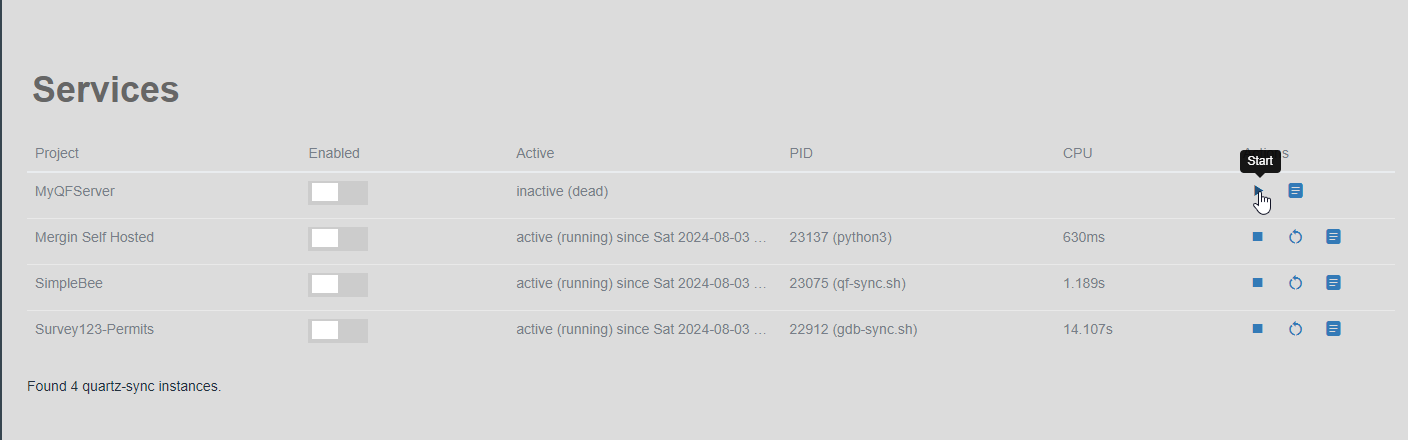 Services
Project Enabled Active PID CPU
Start
MyQFServer inactive (dead)
Mergin Self Hosted active (running) since Sat 2024-08-03 ... 23137 (python3) 630ms
SimpleBee active (running) since Sat 2024-08-03 ... 23075 (qf-sync.sh) 1.189s
Survey123-Permits active (running) since Sat 2024-08-03 ... 22912 (gdb-sync.sh) 14.107s
Found 4 quartz-sync instances.